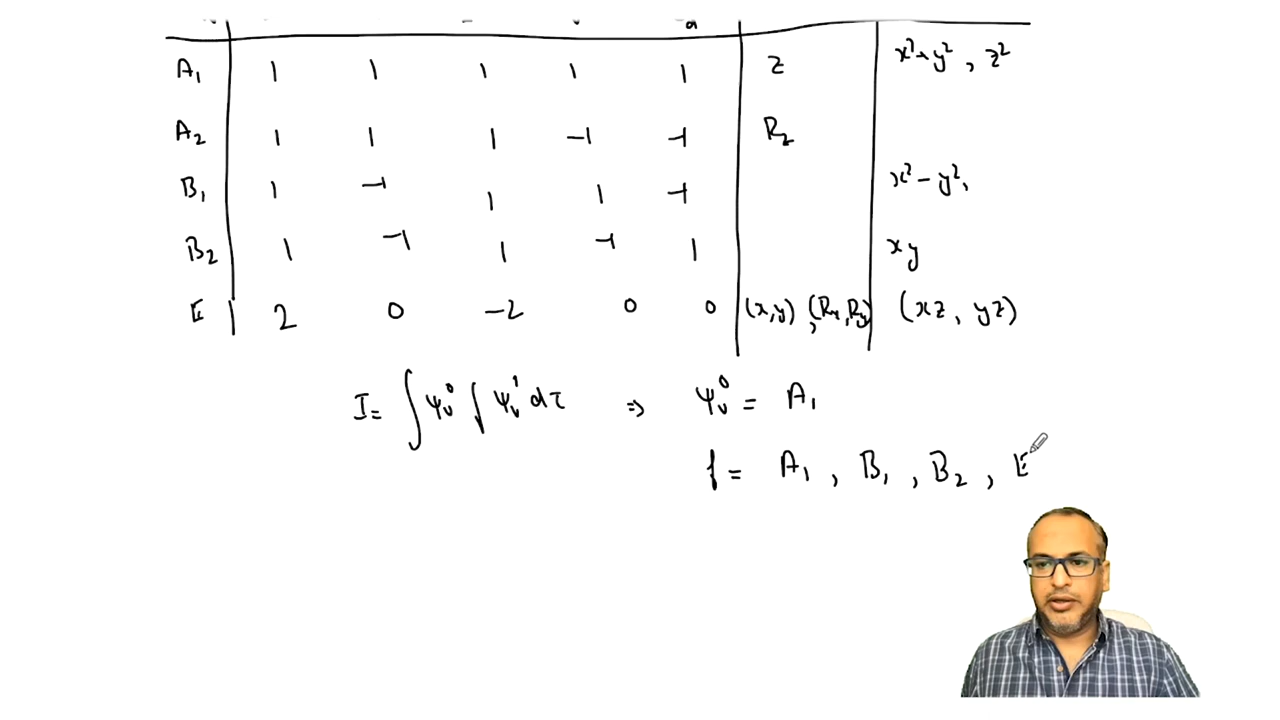 A₁ 1 1 1 1 1 z x²+y², z²
A₂ 1 1 1 -1 -1 R_z
B₁ 1 -1 1 1 -1 x²-y²,
B₂ 1 -1 1 -1 1 xy
E 2 0 -2 0 0 (x,y), (Rx,Ry) (xz, yz)
I = ∫ψᵥ⁰ ∫ ψᵥ¹ dτ ⇒ ψᵥ⁰ = A₁
f = A₁, B₁, B₂, E